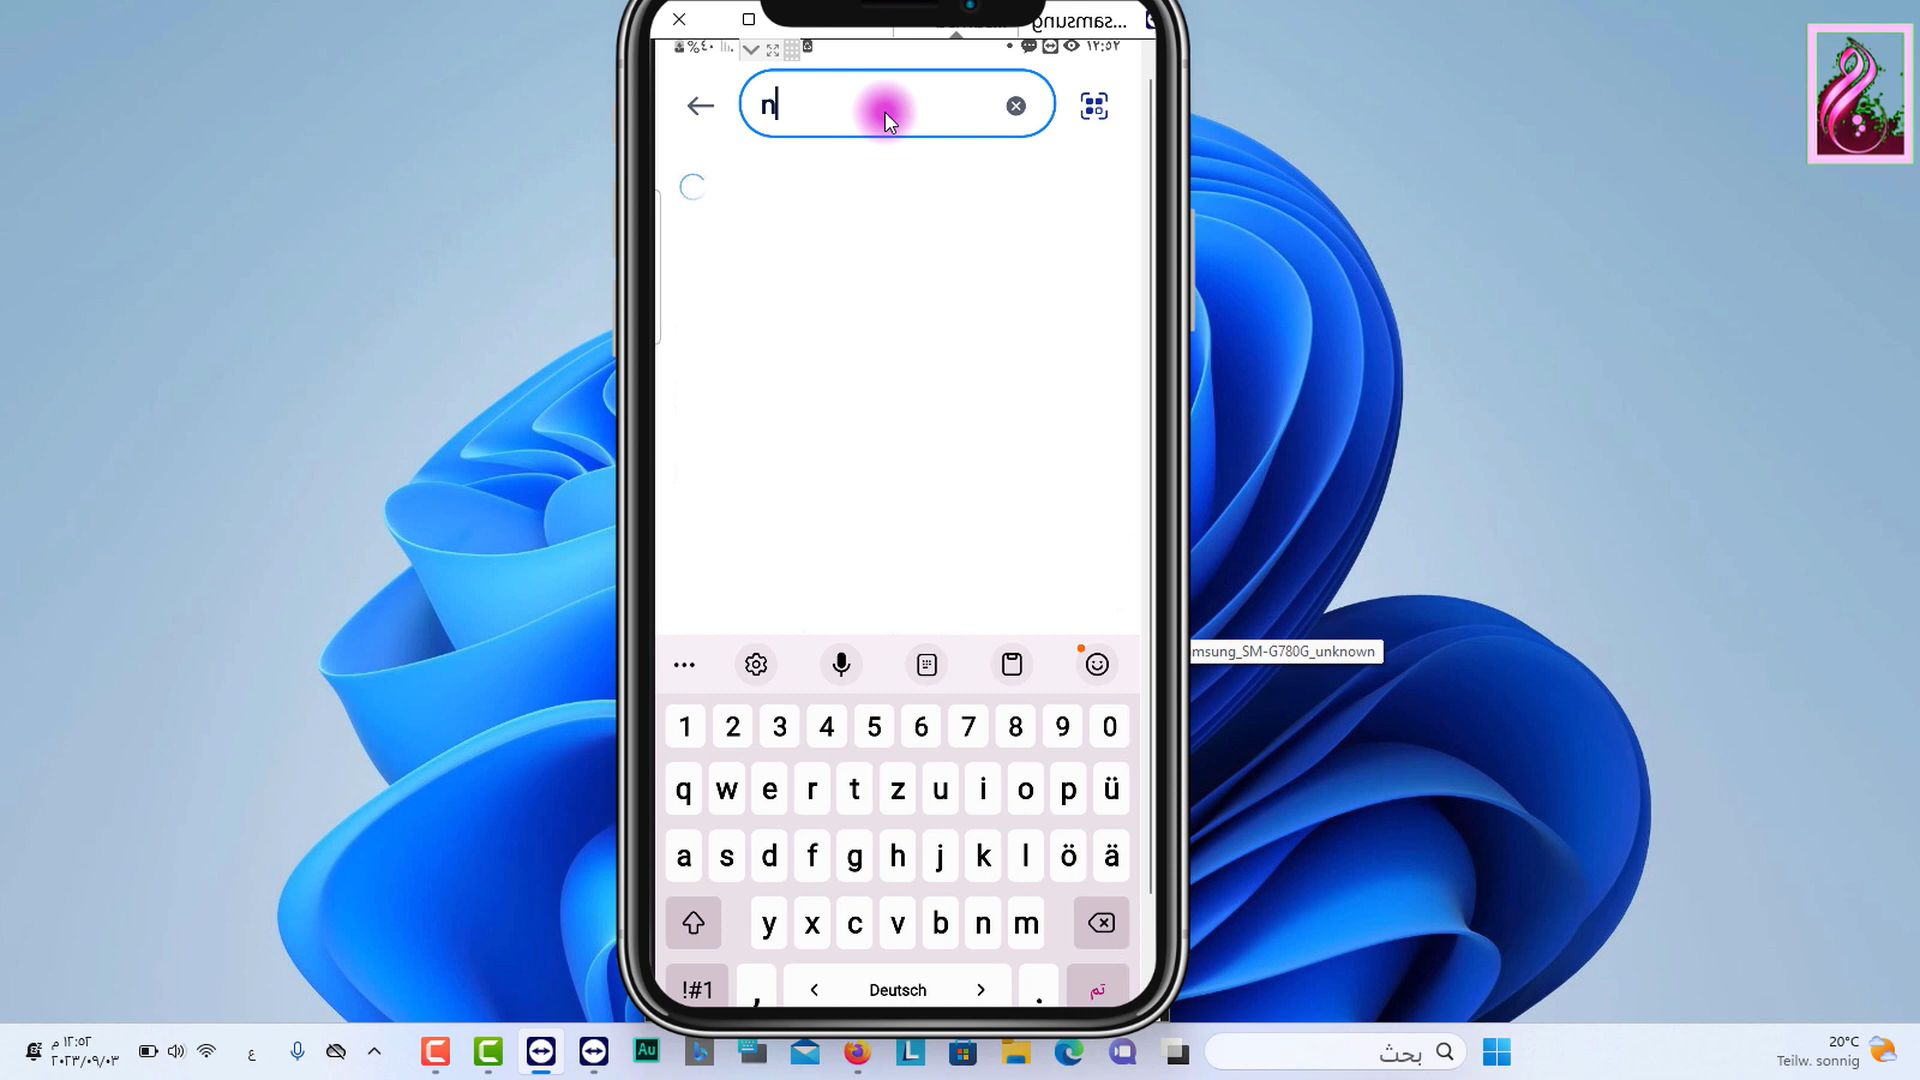 samsung...
%٤٠
١٢:٥٢
n
msung_SM-G780G_unknown
1 2 3 4 5 6 7 8 9 0
q w e r t z u i o p ü
a s d f g h j k l ö ä
y x c v b n m
!#1 , < Deutsch > . تم
١٢:٥٢ م
٢٠٢٣/٠٩/٠٣
ع
Au
L
بحث
20°C
Teilw. sonnig